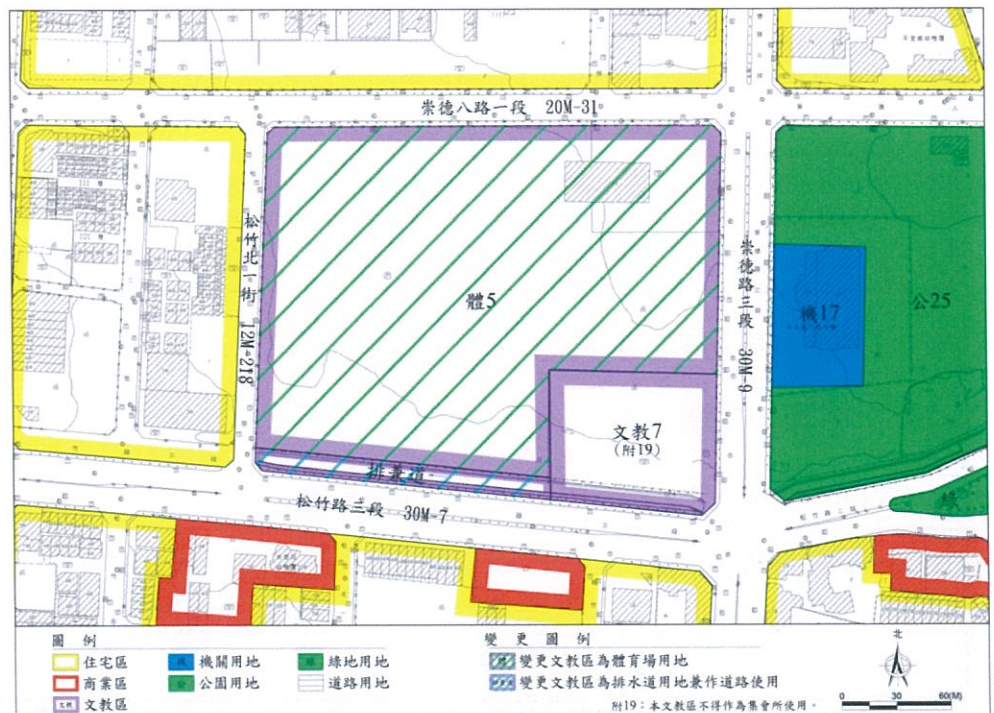 崇德八路一段 20M-31
松竹北一街 12M-218
體5
崇德路三段 30M-9
機17
公25
文教7
(附19)
排兼道
松竹路三段 30M-7
綠
圖例
住宅區
機關用地
綠地用地
商業區
公園用地
道路用地
文教 文教區
變更圖例
變更文教區為體育場用地
變更文教區為排水道用地兼作道路使用
附19：本文教區不得作為集會所使用。
北
0 30 60(M)